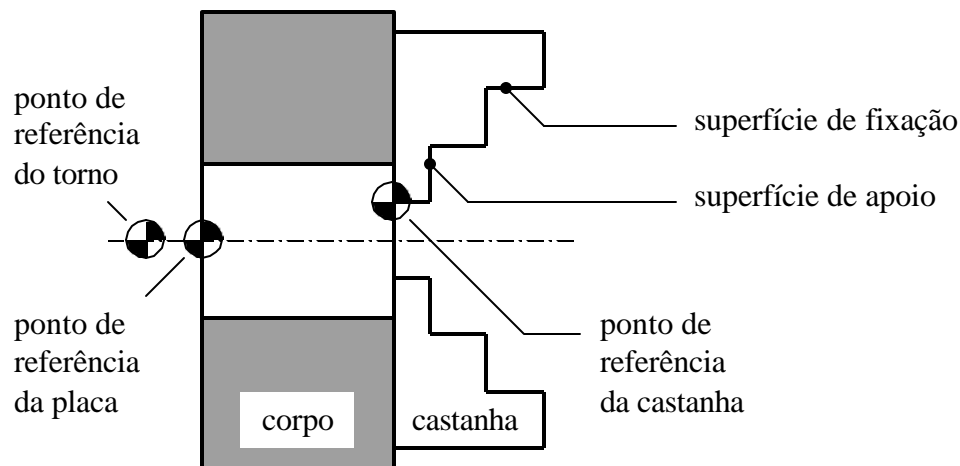 ponto de
referência
do torno
superfície de fixação
superfície de apoio
ponto de
referência
da placa
corpo
castanha
ponto de
referência
da castanha